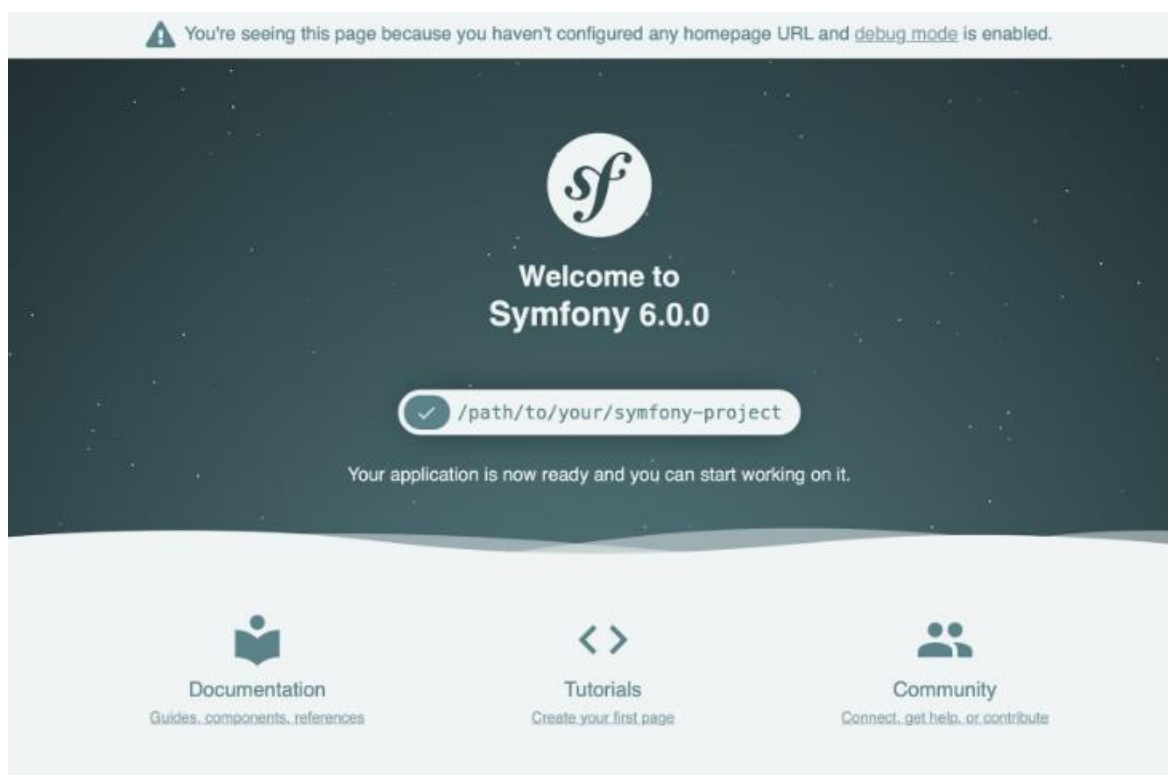 You're seeing this page because you haven't configured any homepage URL and debug mode is enabled.
sf
Welcome to
Symfony 6.0.0
/path/to/your/symfony-project
Your application is now ready and you can start working on it.
Documentation
Guides, components, references
Tutorials
Create your first page
Community
Connect, get help, or contribute